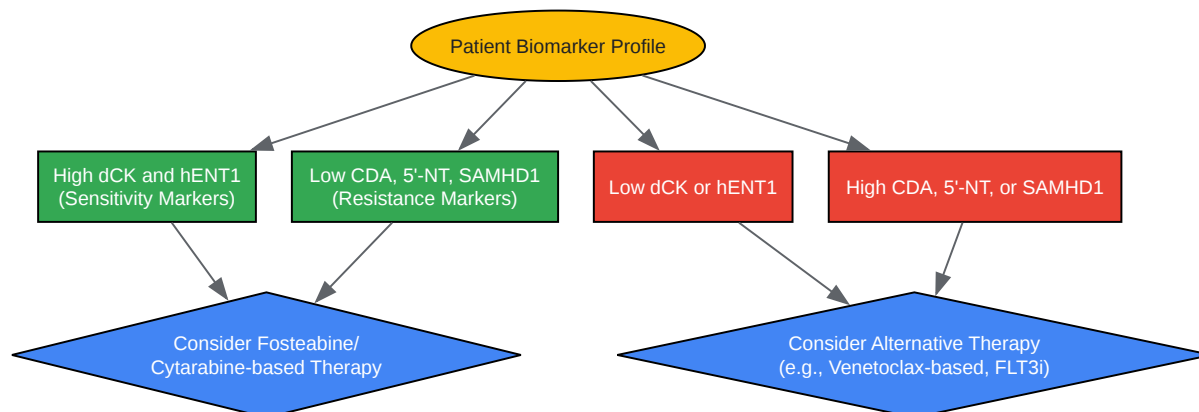 Patient Biomarker Profile
High dCK and hENT1
(Sensitivity Markers)
Low CDA, 5'-NT, SAMHD1
(Resistance Markers)
Low dCK or hENT1
High CDA, 5'-NT, or SAMHD1
Consider Fosteabine/
Cytarabine-based Therapy
Consider Alternative Therapy
(e.g., Venetoclax-based, FLT3i)